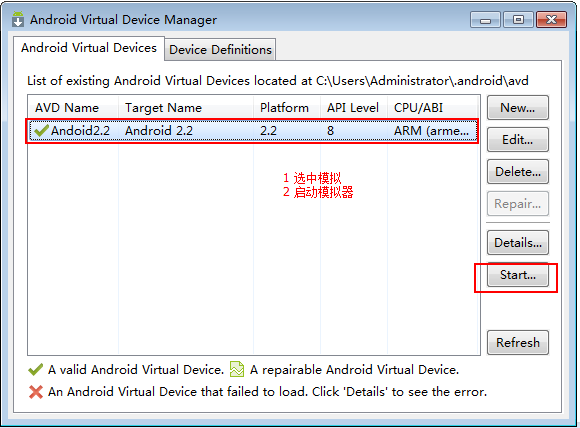 Android Virtual Device Manager
Android Virtual Devices
Device Definitions
List of existing Android Virtual Devices located at C:\Users\Administrator\.android\avd
AVD Name Target Name Platform API Level CPU/ABI
Andoid2.2 Android 2.2 2.2 8 ARM (arme...
1 选中模拟
2 启动模拟器
New...
Edit...
Delete...
Repair...
Details...
Start...
Refresh
A valid Android Virtual Device. A repairable Android Virtual Device.
An Android Virtual Device that failed to load. Click 'Details' to see the error.